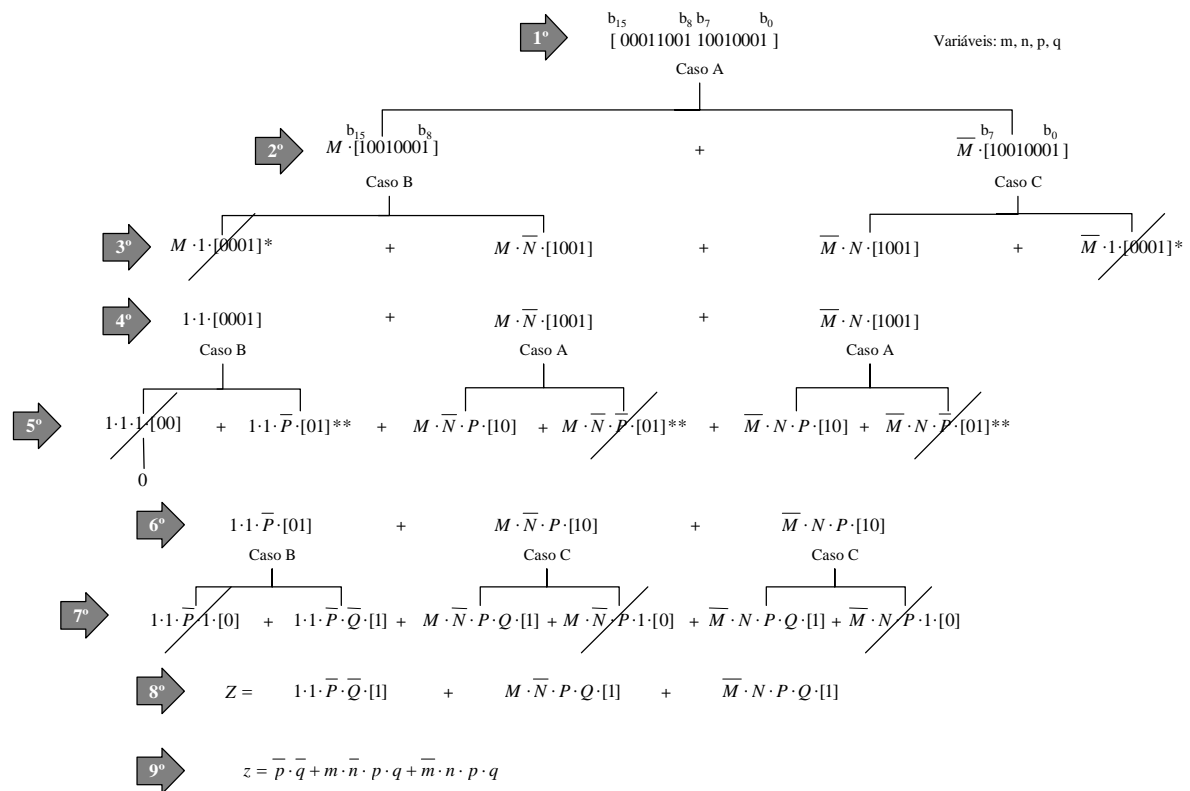 b₁₅ b₈ b₇ b₀
1º [ 00011001 10010001 ] Variáveis: m, n, p, q
Caso A
b₁₅ b₈ b₇ b₀
2º M ·[10010001 ] + M̅ ·[10010001 ]
Caso B Caso C
3º M ·1·[0001]* + M · N̅ ·[1001] + M̅ · N ·[1001] + M̅ ·1·[0001]*
4º 1·1·[0001] + M · N̅ ·[1001] + M̅ · N ·[1001]
Caso B Caso A Caso A
5º 1·1·1·[00] + 1·1· P̅ ·[01]** + M · N̅ · P ·[10] + M · N̅ · P̅ ·[01]** + M̅ · N · P ·[10] + M̅ · N · P̅ ·[01]**
0
6º 1·1· P̅ ·[01] + M · N̅ · P ·[10] + M̅ · N · P ·[10]
Caso B Caso C Caso C
7º 1·1· P̅ ·1·[0] + 1·1· P̅ · Q̅ ·[1] + M · N̅ · P · Q ·[1] + M · N̅ · P ·1·[0] + M̅ · N · P · Q ·[1] + M̅ · N · P ·1·[0]
8º Z = 1·1· P̅ · Q̅ ·[1] + M · N̅ · P · Q ·[1] + M̅ · N · P · Q ·[1]
9º z = p̅ · q̅ + m · n̅ · p · q + m̅ · n · p · q